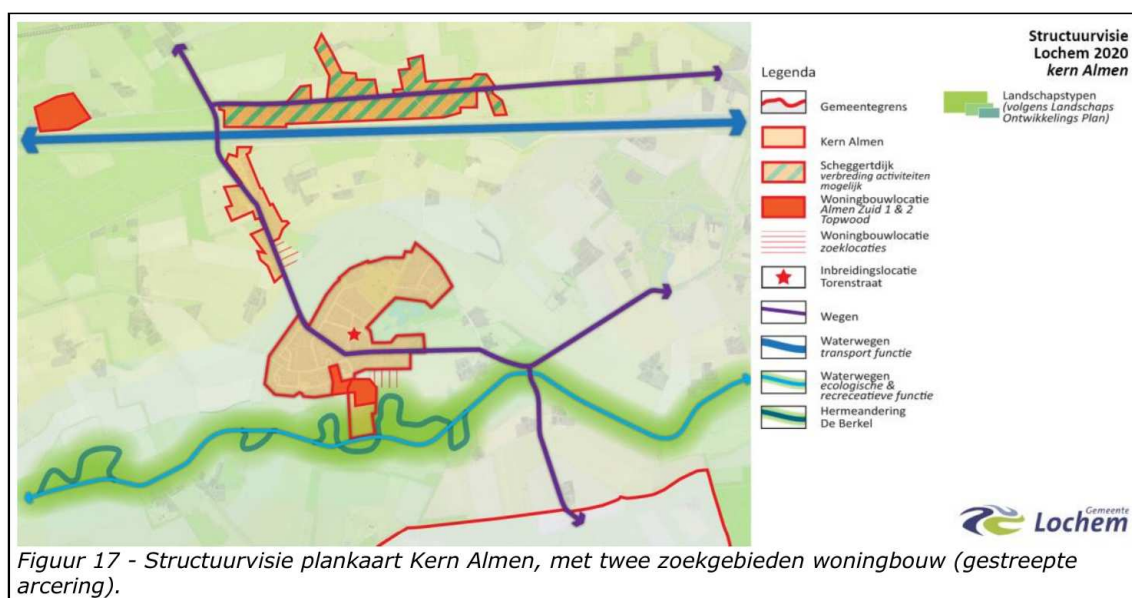 Structuurvisie
Lochem 2020
kern Almen
Legenda
Gemeentegrens
Kern Almen
Scheggertdijk
verbreding activiteiten
mogelijk
Woningbouwlocatie
Almen Zuid 1 & 2
Topwood
Woningbouwlocatie
zoeklocaties
Inbreidingslocatie
Torenstraat
Wegen
Waterwegen
transport functie
Waterwegen
ecologische &
recreceatieve functie
Hermeandering
De Berkel
Landschapstypen
(volgens Landschaps
Ontwikkelings Plan)
Gemeente
Lochem
Figuur 17 - Structuurvisie plankaart Kern Almen, met twee zoekgebieden woningbouw (gestreepte
arcering).